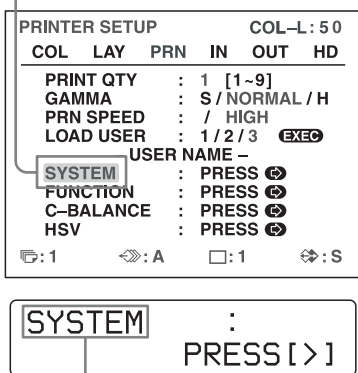 PRINTER SETUP COL–L:50
COL LAY PRN IN OUT HD
PRINT QTY : 1 [1~9]
GAMMA : S / NORMAL / H
PRN SPEED : / HIGH
LOAD USER : 1 / 2 / 3 EXEC
USER NAME –
SYSTEM : PRESS
FUNCTION : PRESS
C–BALANCE : PRESS
HSV : PRESS
:1 :A :1 :S
SYSTEM :
PRESS[>]